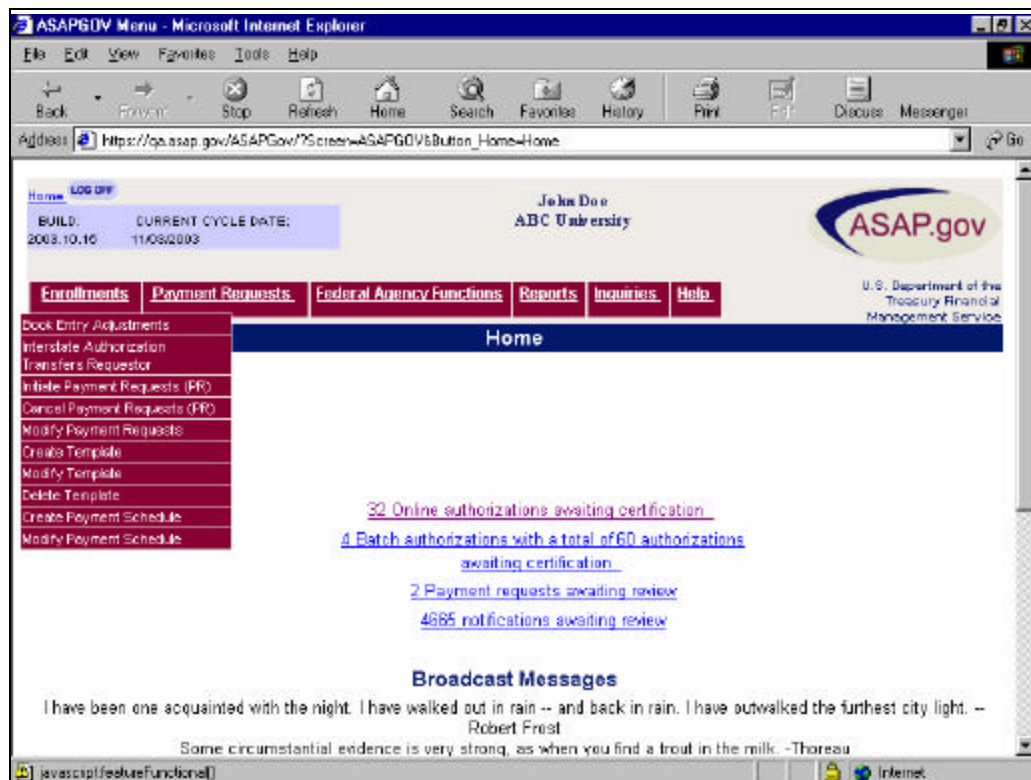 ASAPGOV Menu - Microsoft Internet Explorer
File Edit View Favorites Tools Help
Back Forward Stop Refresh Home Search Favorites History Print Edit Discuss Messenger
Address https://qa.asap.gov/ASAPGov/?Screen=ASAPGOV&Button_Home=Home Go
Home LOG OFF
John Doe
ABC University
BUILD: CURRENT CYCLE DATE:
2003.10.16 11/03/2003
ASAP.gov
U.S. Department of the
Treasury Financial
Management Service
Enrollments Payment Requests Federal Agency Functions Reports Inquiries Help
Home
Book Entry Adjustments
Interstate Authorization
Transfers Requestor
Initiate Payment Requests (PR)
Cancel Payment Requests (PR)
Modify Payment Requests
Create Template
Modify Template
Delete Template
Create Payment Schedule
Modify Payment Schedule
32 Online authorizations awaiting certification
4 Batch authorizations with a total of 60 authorizations
awaiting certification
2 Payment requests awaiting review
4665 notifications awaiting review
Broadcast Messages
I have been one acquainted with the night. I have walked out in rain -- and back in rain. I have outwalked the furthest city light. --
Robert Frost
Some circumstantial evidence is very strong, as when you find a trout in the milk. -Thoreau
javascript:featureFunctional() Internet